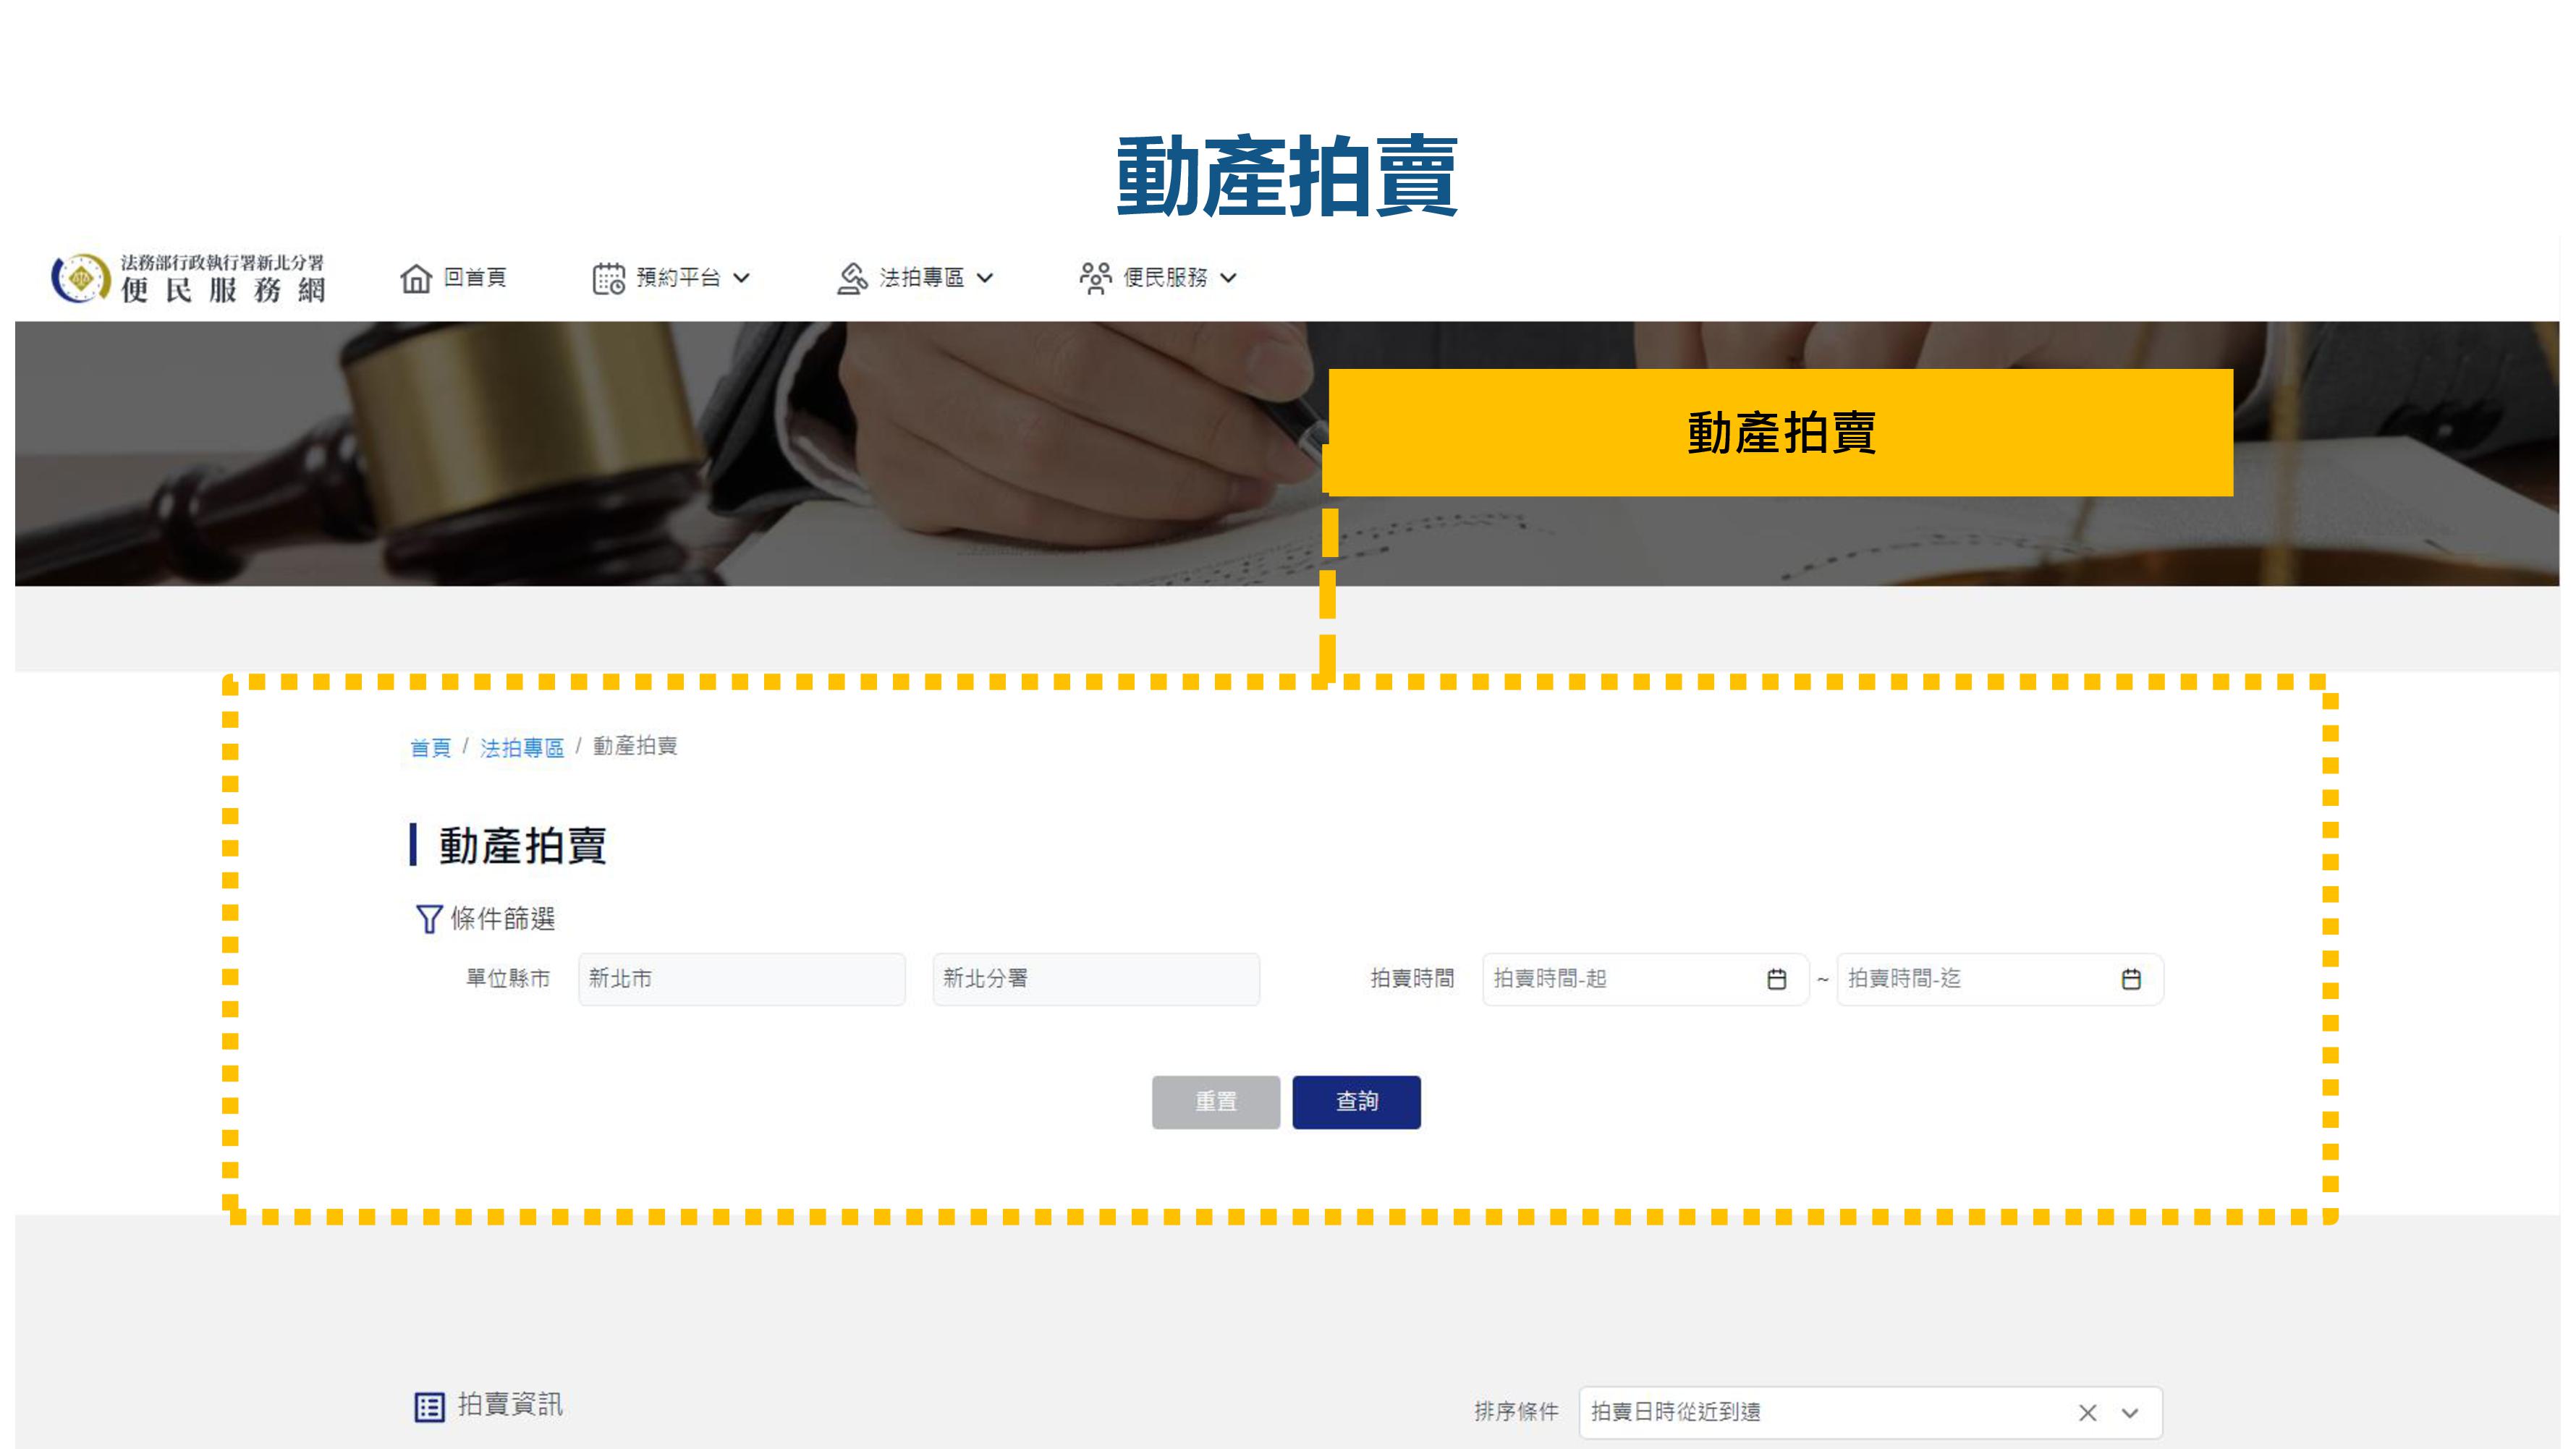 動產拍賣
法務部行政執行署新北分署
便民服務網
回首頁
預約平台
法拍專區
便民服務
動產拍賣
首頁 / 法拍專區 / 動產拍賣
動產拍賣
條件篩選
單位縣市 新北市 新北分署 拍賣時間 拍賣時間-起 ~ 拍賣時間-迄
重置 查詢
拍賣資訊
排序條件 拍賣日時從近到遠